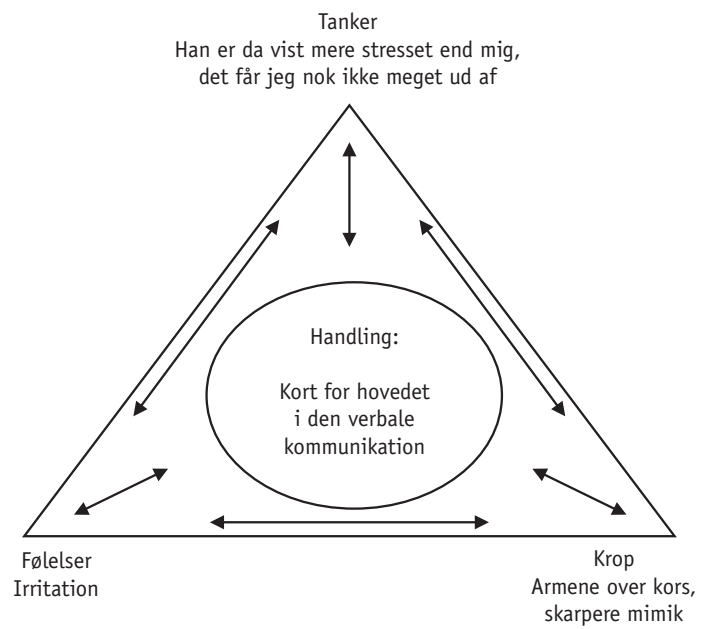 Tanker
Han er da vist mere stresset end mig,
det får jeg nok ikke meget ud af
Handling:
Kort for hovedet
i den verbale
kommunikation
Følelser
Irritation
Krop
Armene over kors,
skarpere mimik